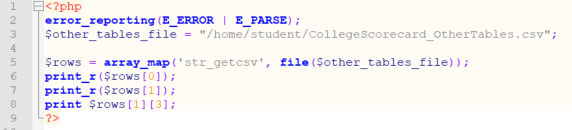 1 <?php
2 error_reporting(E_ERROR | E_PARSE);
3 $other_tables_file = "/home/student/CollegeScorecard_OtherTables.csv";
4
5 $rows = array_map('str_getcsv', file($other_tables_file));
6 print_r($rows[0]);
7 print_r($rows[1]);
8 print $rows[1][3];
9 ?>